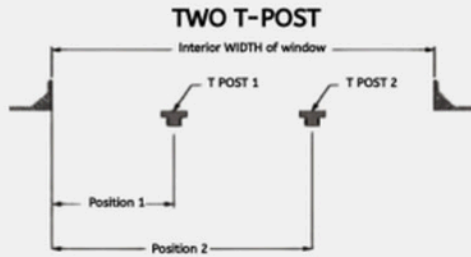 TWO T-POST
Interior WIDTH of window
T POST 1
T POST 2
Position 1
Position 2